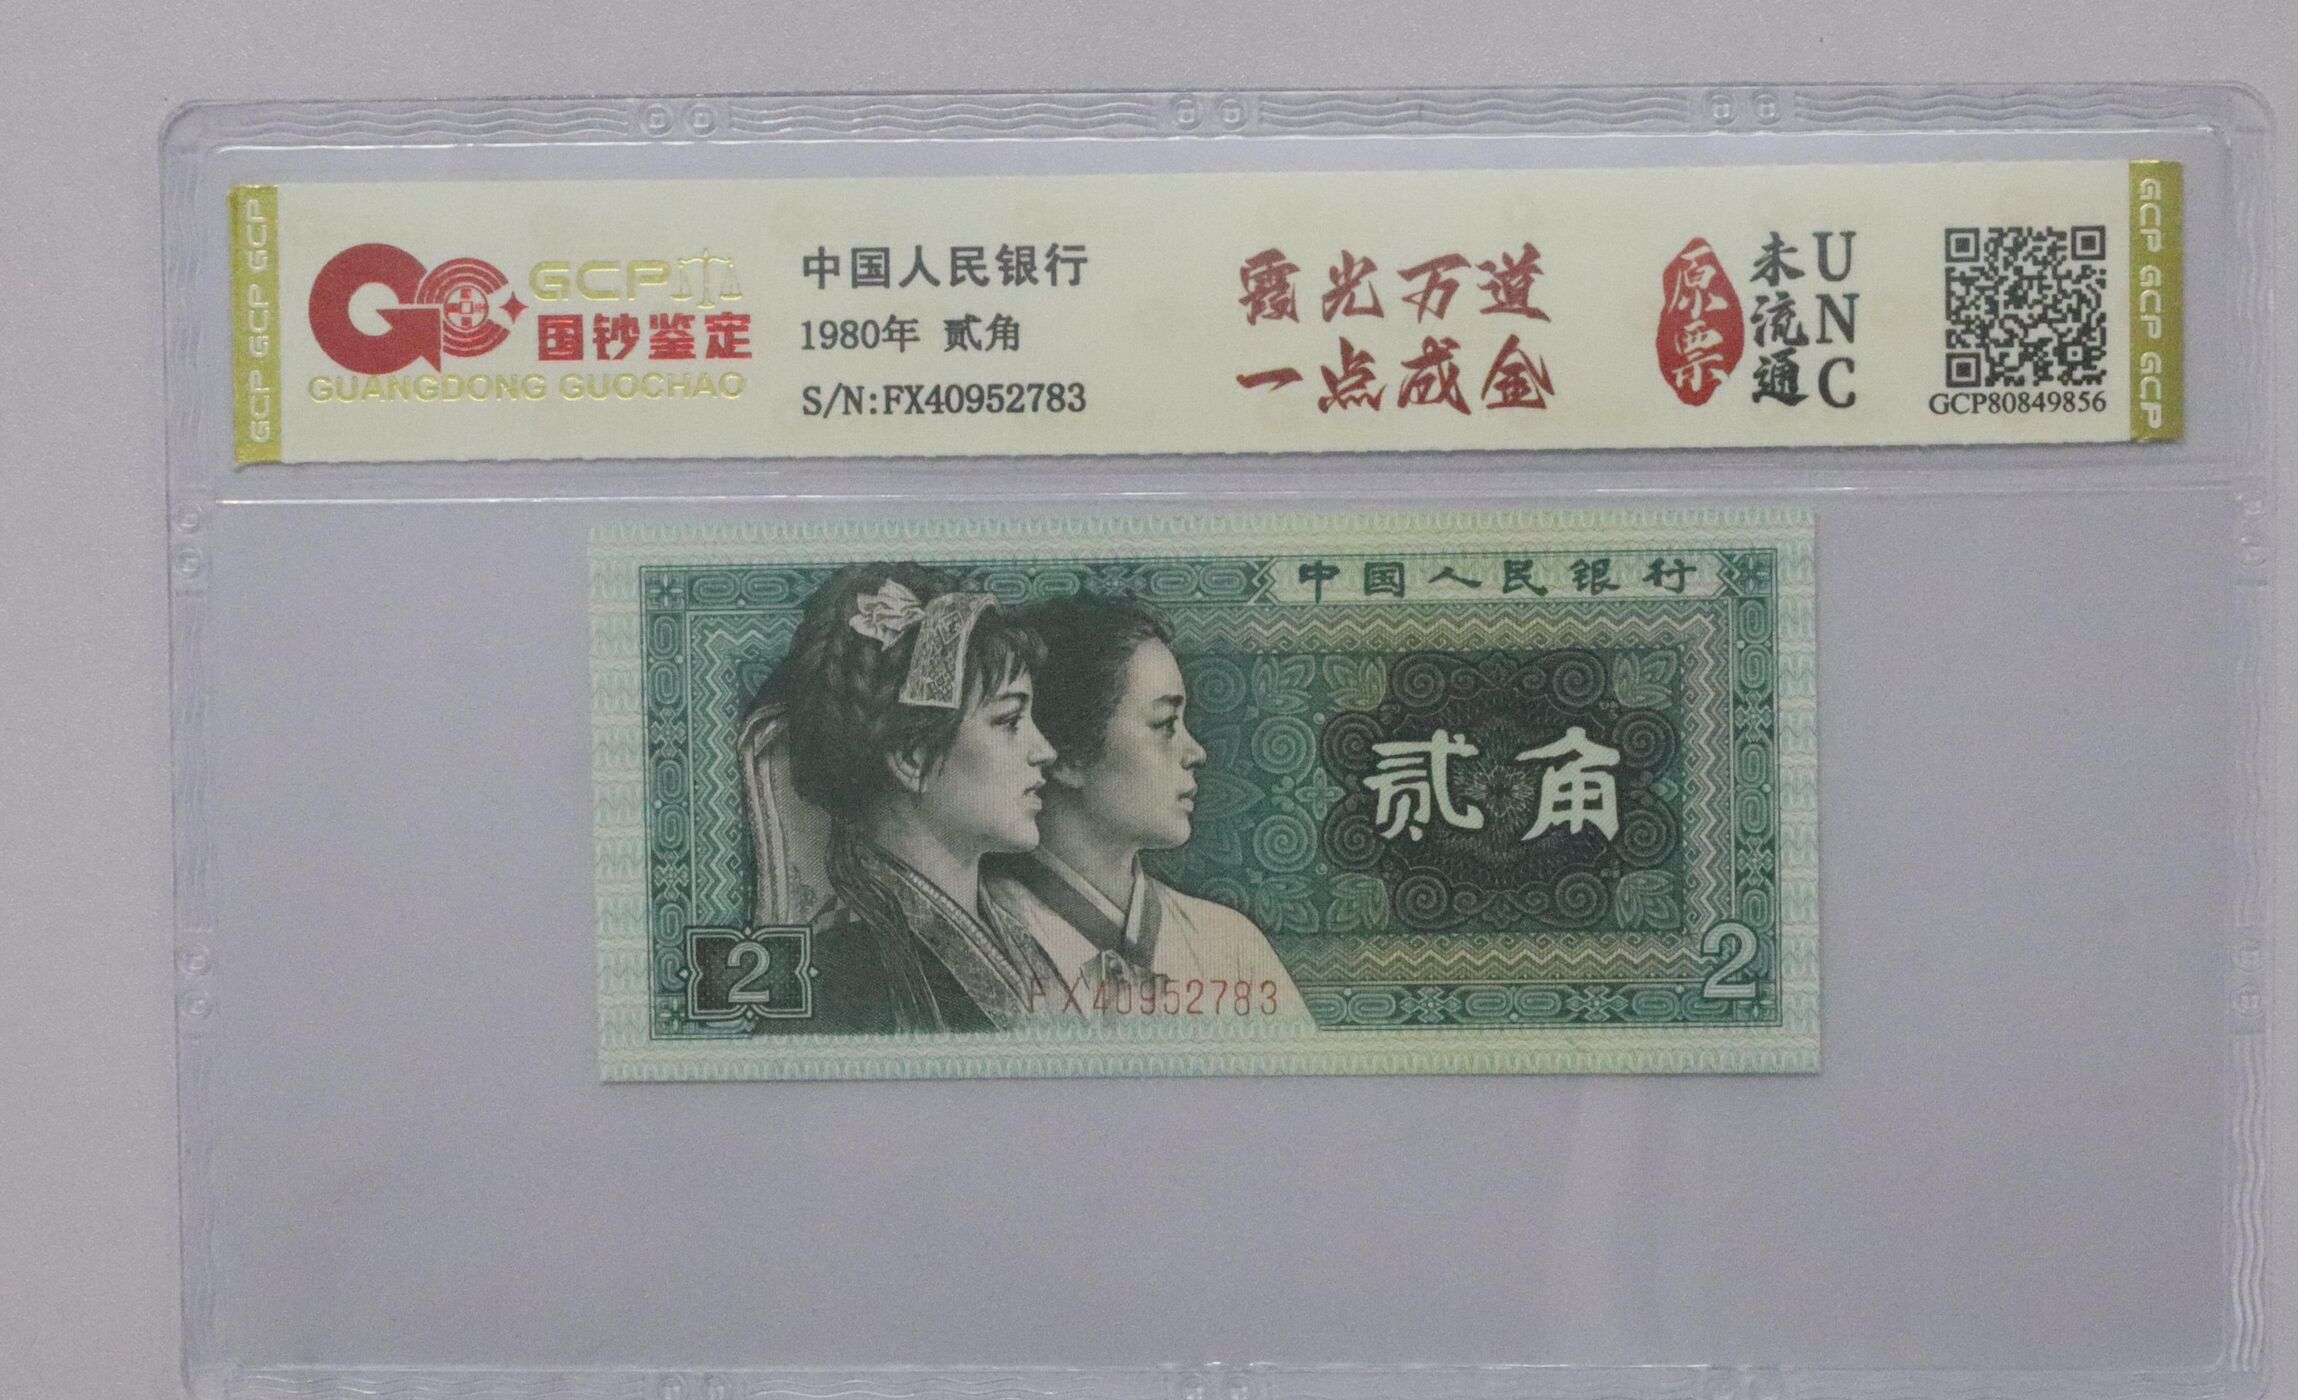 GCP GCP GCP
GCP
国钞鉴定
GUANGDONG GUOCHAO
中国人民银行
1980年 贰角
S/N:FX40952783
霞光万道
一点成金
原票
未流通
UNC
GCP80849856
GCP GCP GCP
中国人民银行
贰角
2
2
FX40952783